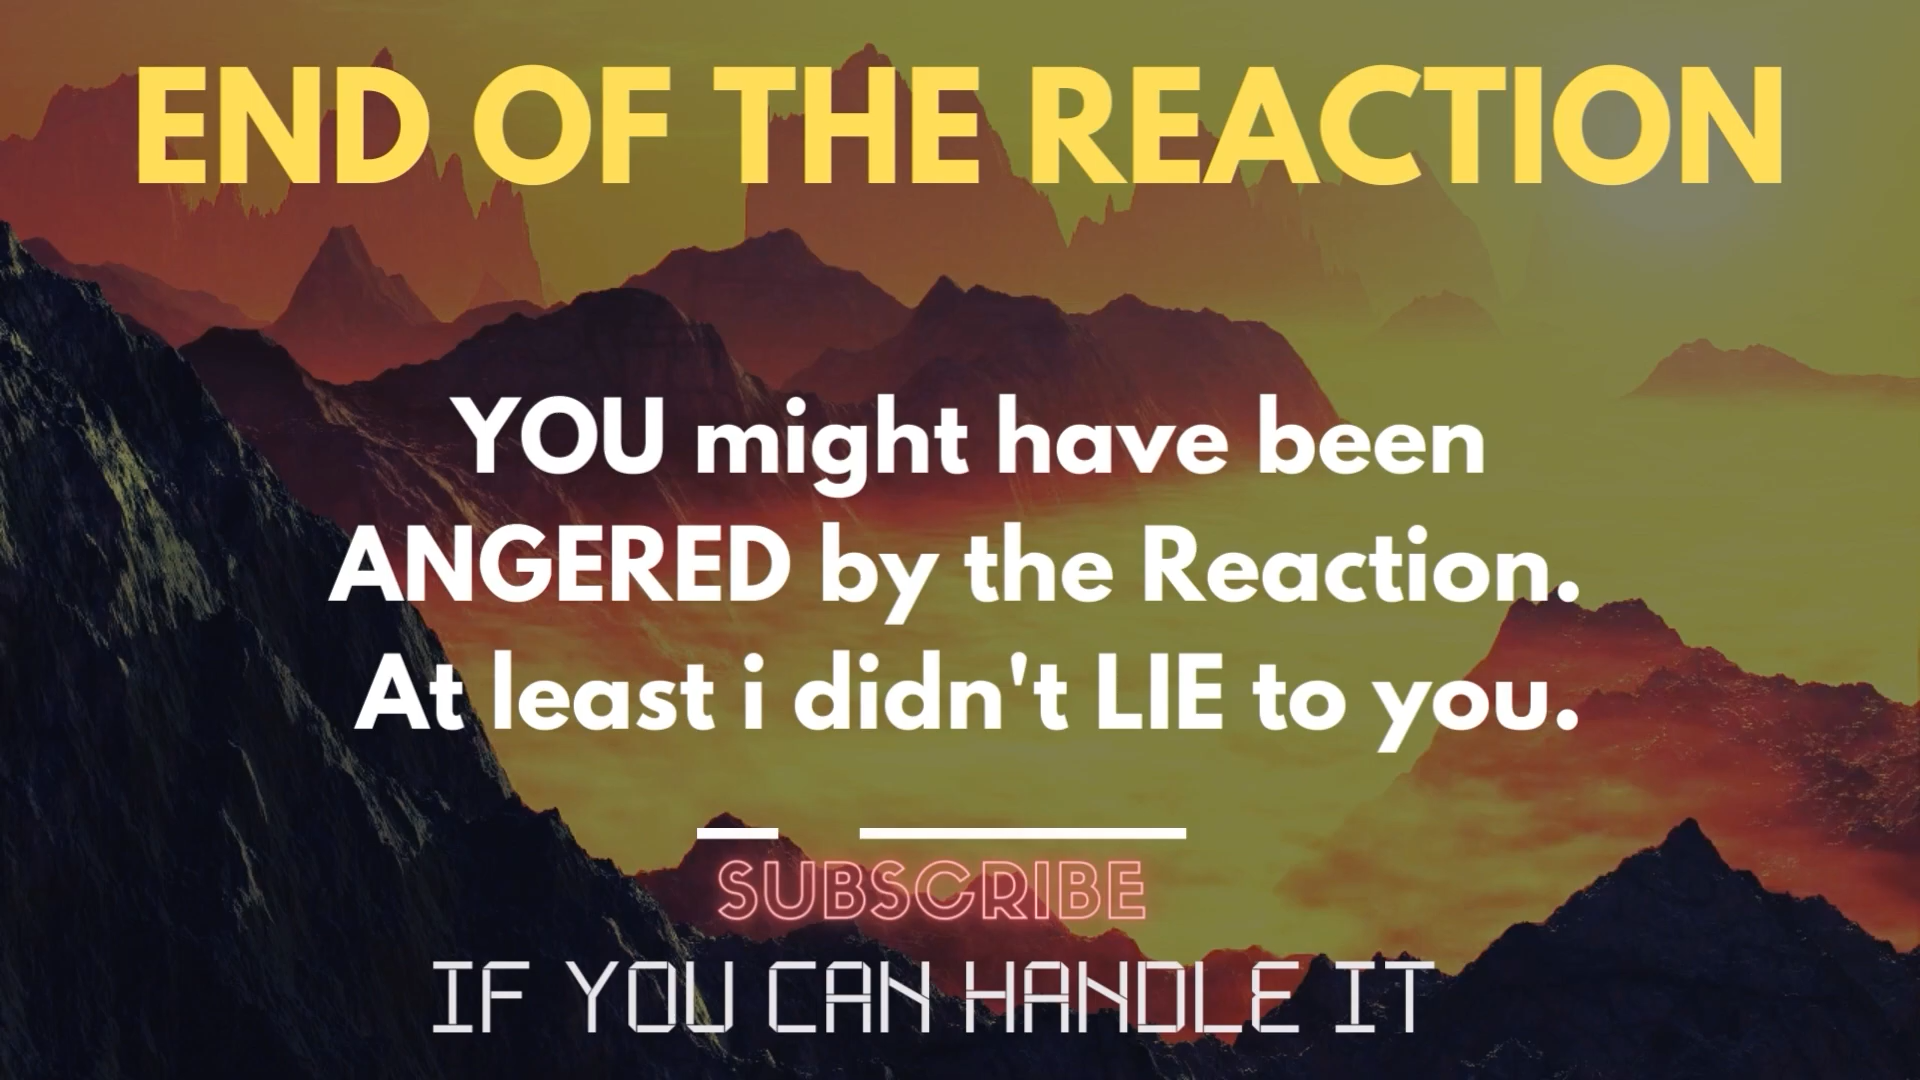 END OF THE REACTION
YOU might have been
ANGERED by the Reaction.
At least i didn't LIE to you.
SUBSCRIBE
IF YOU CAN HANDLE IT